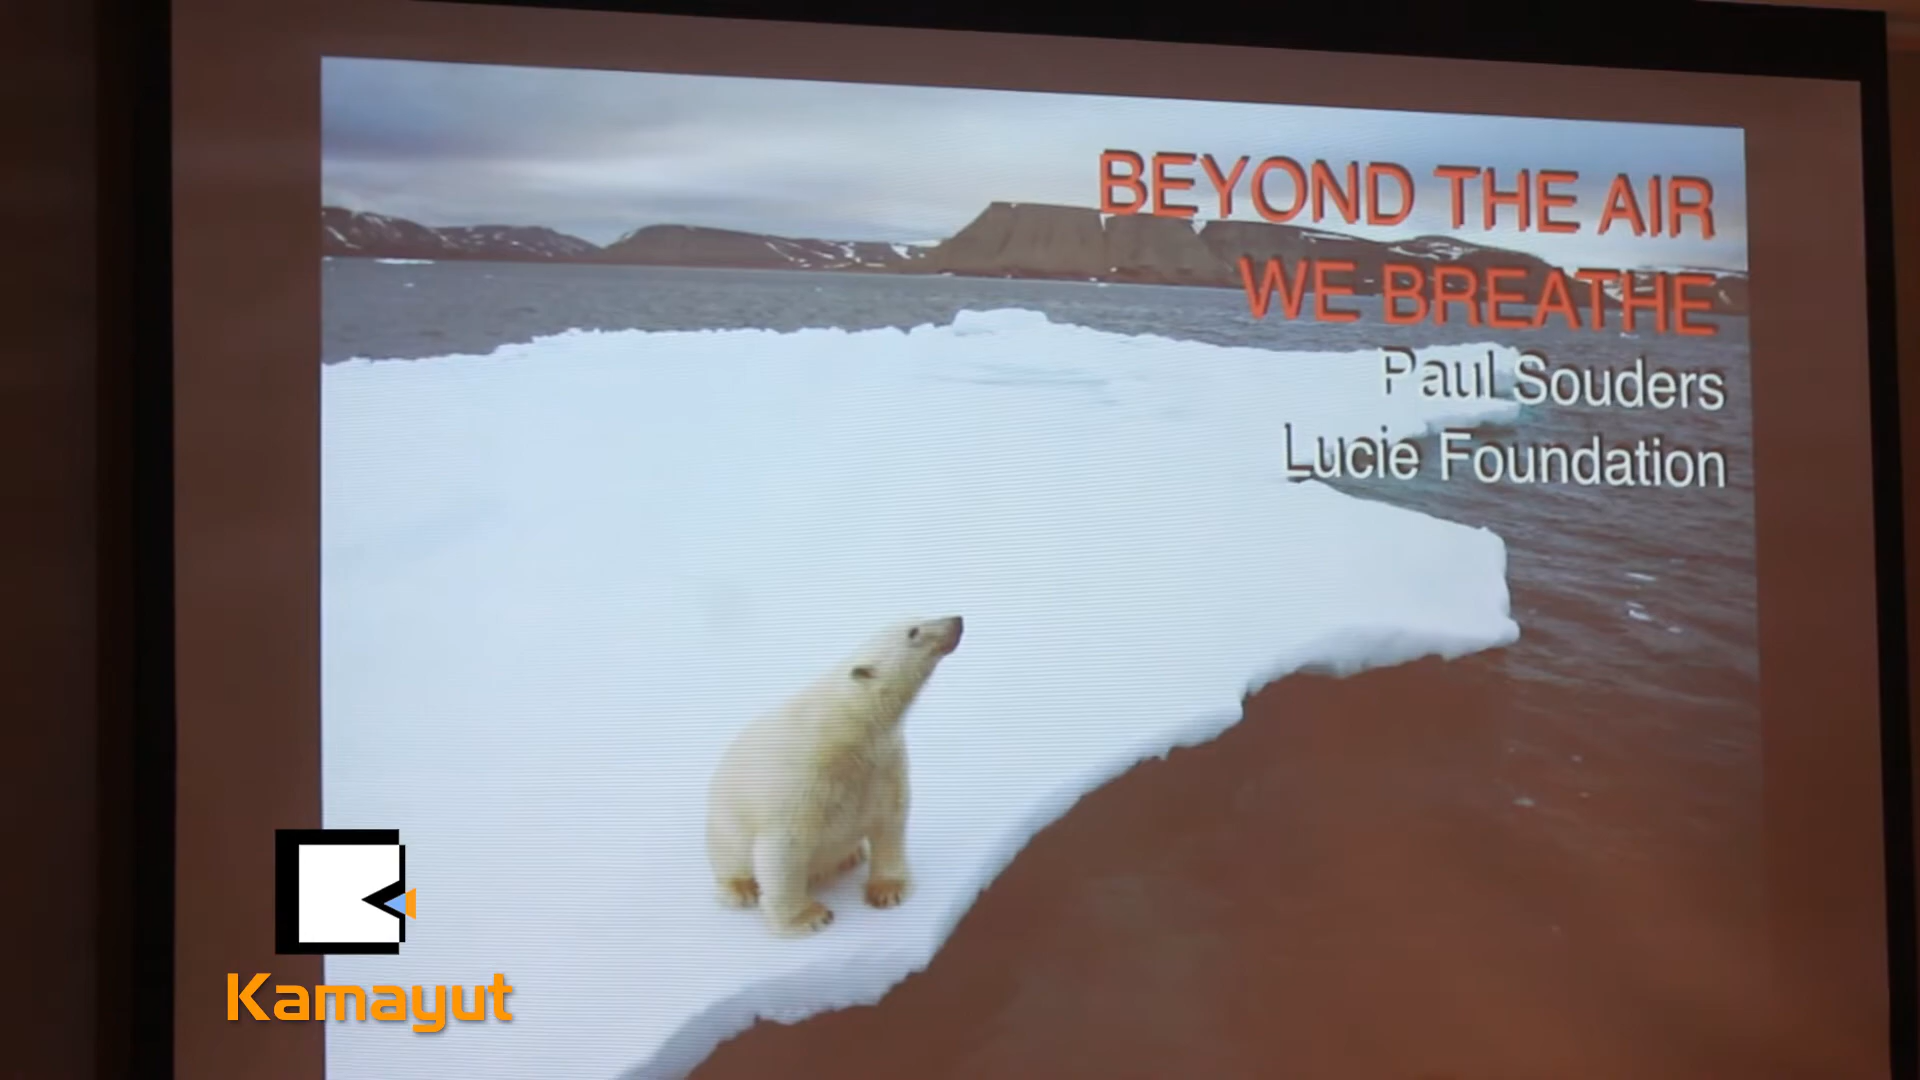 BEYOND THE AIR
WE BREATHE
Paul Souders
Lucie Foundation
Kamayut